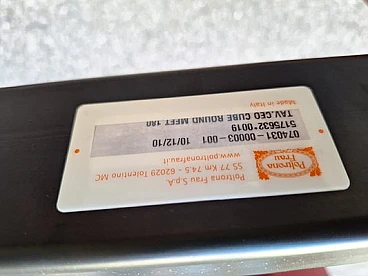 Poltrona
Frau
Poltrona Frau S.p.A.
SS 77 Km 74.5 - 62029 Tolentino MC
www.poltronafrau.it
074031 - 00003 - 001 10/12/10
5175632*0019
TAV.CEO CUBE ROUND MEET.180
Made in Italy